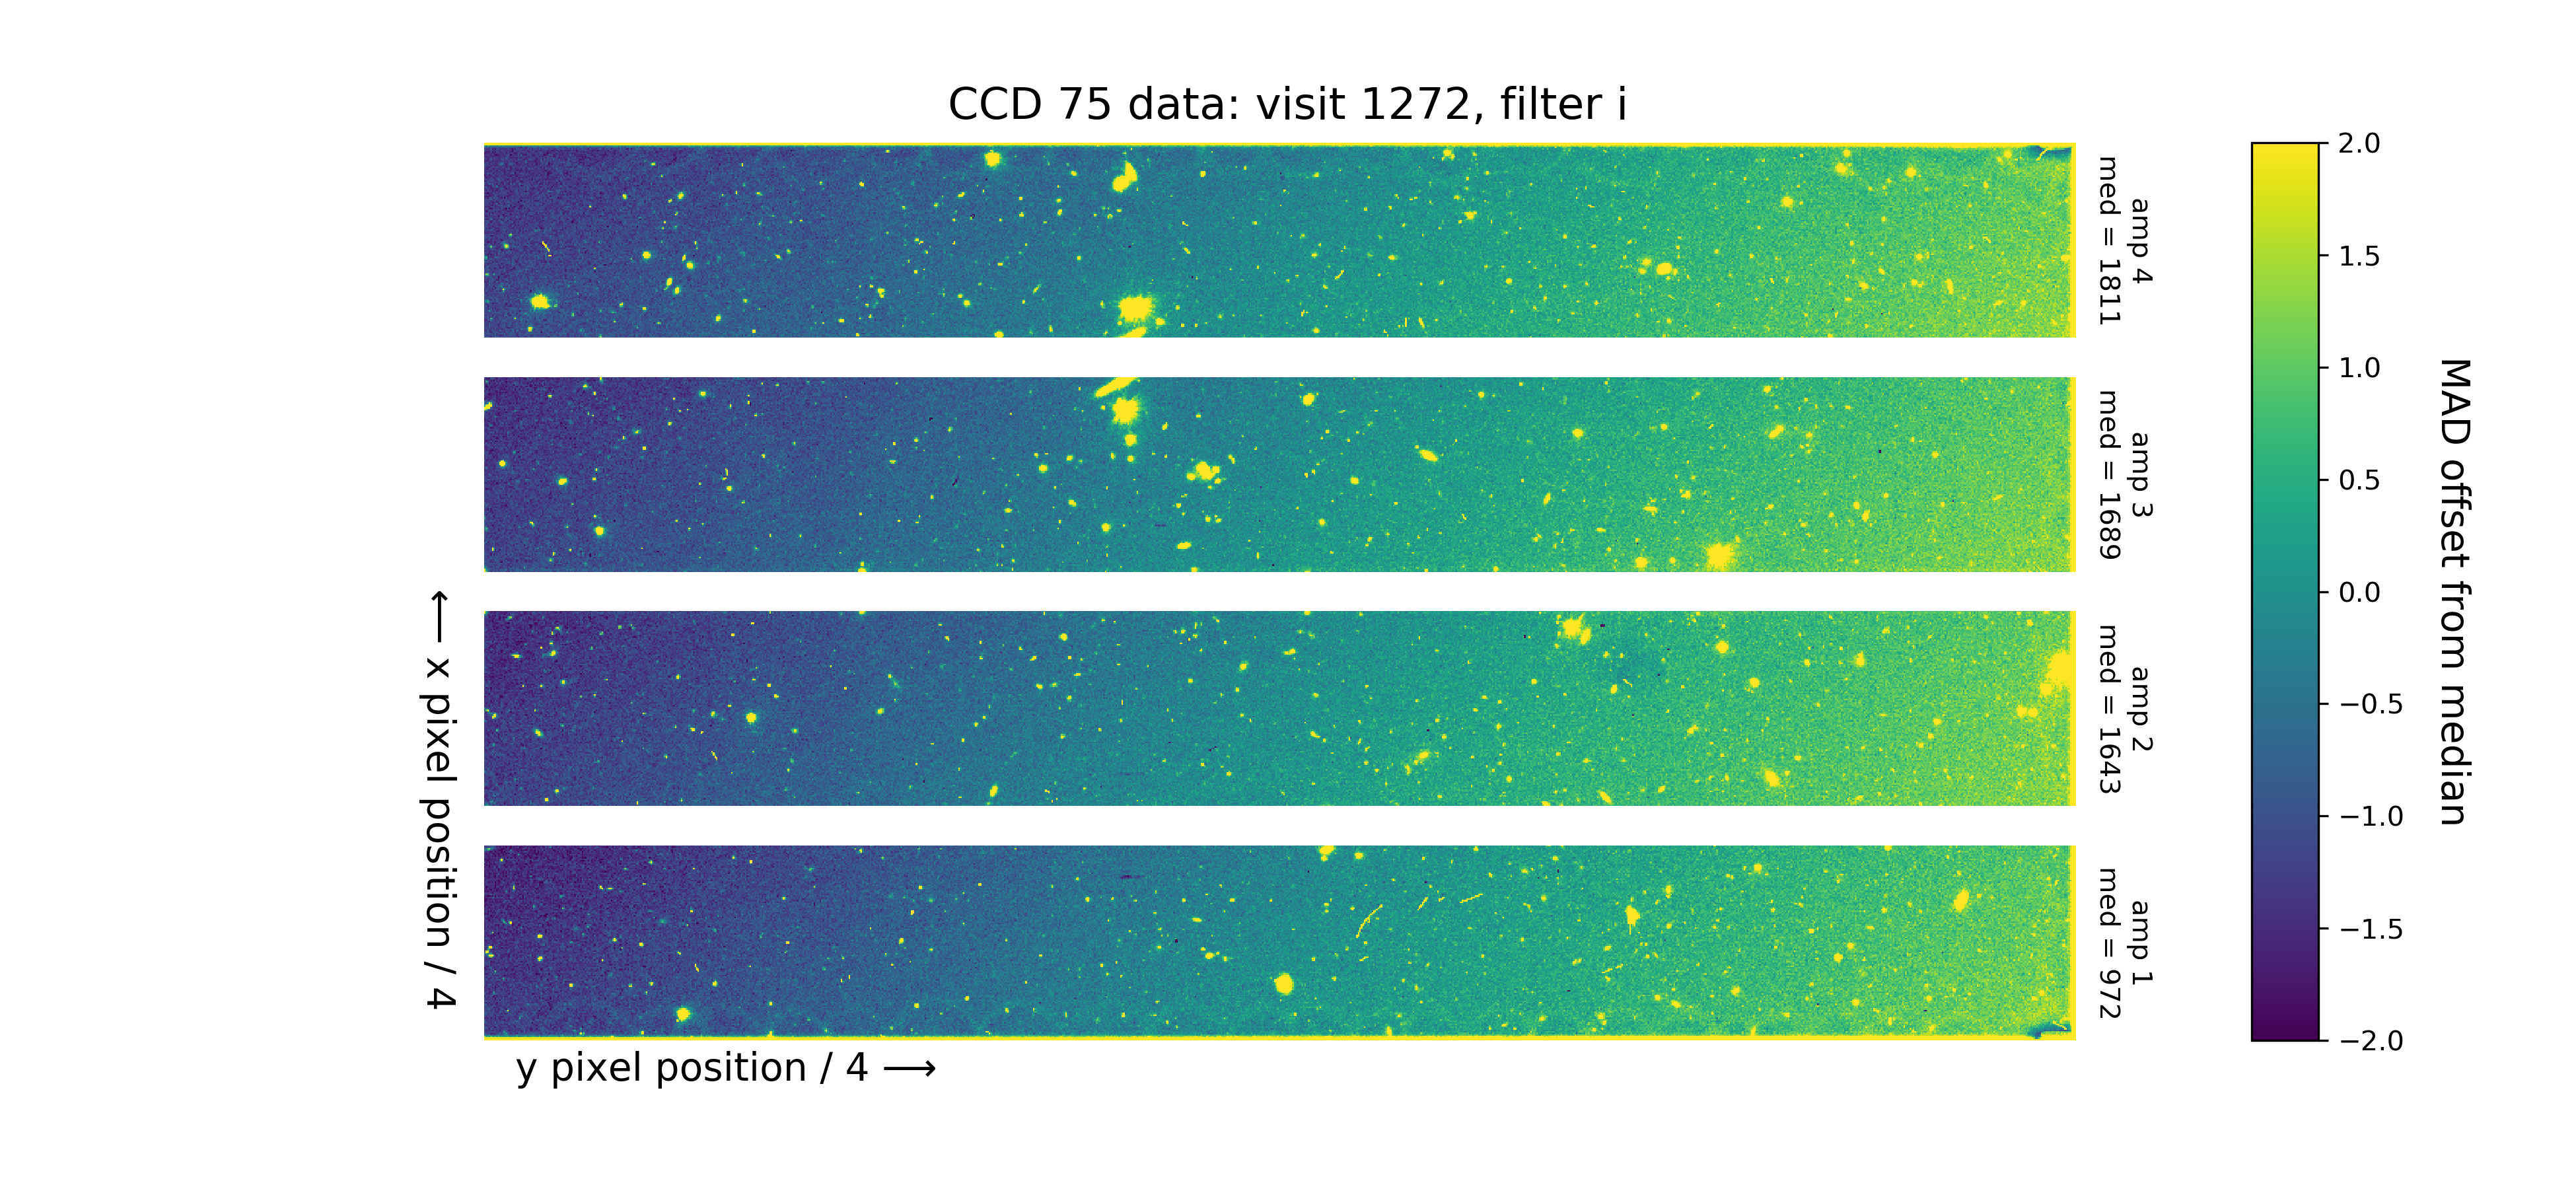 CCD 75 data: visit 1272, filter i
amp 4
med = 1811
amp 3
med = 1689
amp 2
med = 1643
amp 1
med = 972
⟵ x pixel position / 4
y pixel position / 4 ⟶
2.0
1.5
1.0
0.5
0.0
−0.5
−1.0
−1.5
−2.0
MAD offset from median